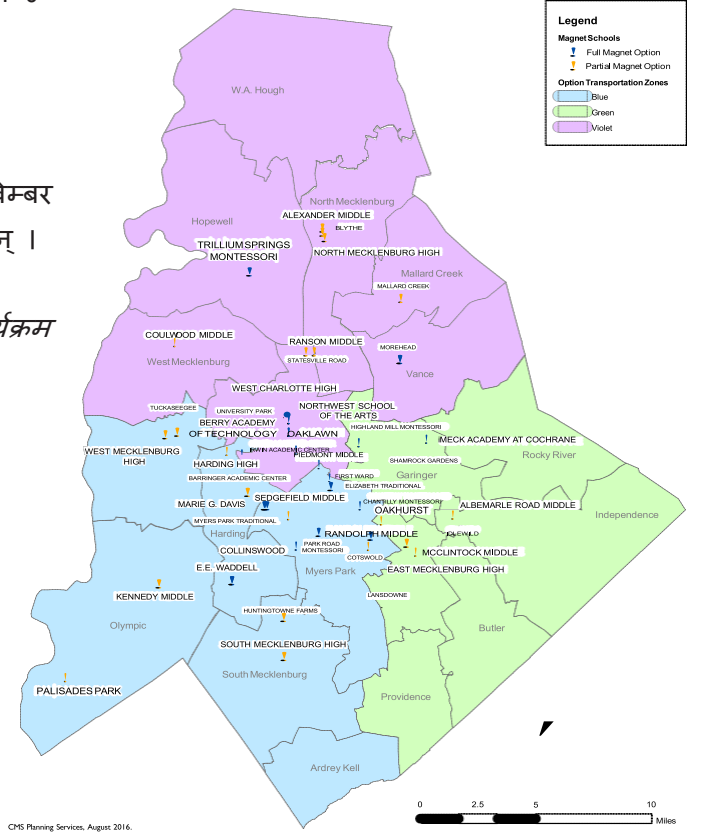 Legend
Magnet Schools
Full Magnet Option
Partial Magnet Option
Option Transportation Zones
Blue
Green
Violet
W.A. Hough
North Mecklenburg
ALEXANDER MIDDLE
BLYTHE
Hopewell
TRILLIUM SPRINGS
MONTESSORI
NORTH MECKLENBURG HIGH
Mallard Creek
MALLARD CREEK
COULWOOD MIDDLE
RANSON MIDDLE
STATESVILLE ROAD
MOREHEAD
West Mecklenburg
Vance
WEST CHARLOTTE HIGH
TUCKASEEGEE
UNIVERSITY PARK
NORTHWEST SCHOOL
OF THE ARTS
BERRY ACADEMY
OF TECHNOLOGY
OAKLAWN
HIGHLAND MILL MONTESSORI
MECK ACADEMY AT COCHRANE
WEST MECKLENBURG
HIGH
IRWIN ACADEMIC CENTER
PIEDMONT MIDDLE
HARDING HIGH
SHAMROCK GARDENS
Rocky River
BARRINGER ACADEMIC CENTER
FIRST WARD
Garinger
ELIZABETH TRADITIONAL
MARIE G. DAVIS
SEDGEFIELD MIDDLE
CHANTILLY MONTESSORI
OAKHURST
ALBEMARLE ROAD MIDDLE
Independence
MYERS PARK TRADITIONAL
Harding
RANDOLPH MIDDLE
IDLEWILD
COLLINSWOOD
PARK ROAD
MONTESSORI
COTSWOLD
MCCLINTOCK MIDDLE
E.E. WADDELL
Myers Park
EAST MECKLENBURG HIGH
KENNEDY MIDDLE
LANSDOWNE
HUNTINGTOWNE FARMS
Olympic
Butler
SOUTH MECKLENBURG HIGH
South Mecklenburg
PALISADES PARK
Providence
Ardrey Kell
0 2.5 5 10
Miles
CMS Planning Services, August 2016.